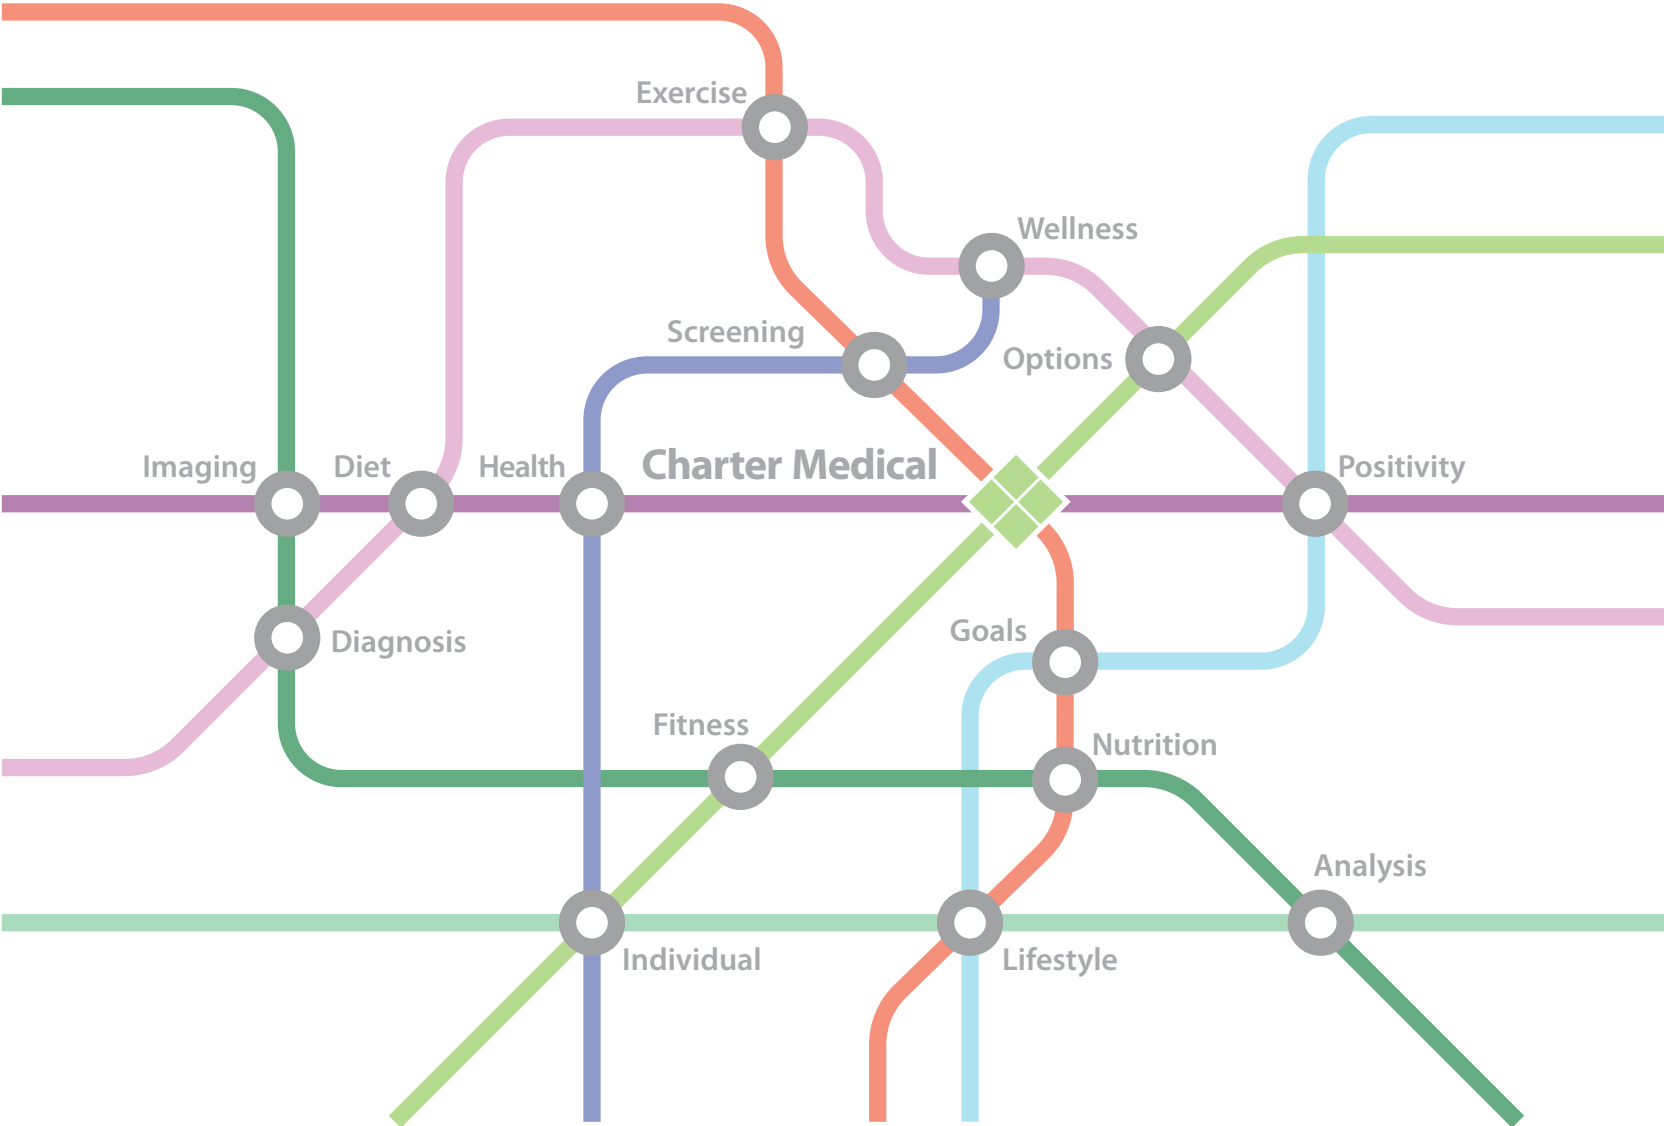 Exercise
Wellness
Screening
Options
Imaging
Diet
Health
Charter Medical
Positivity
Goals
Diagnosis
Fitness
Nutrition
Analysis
Individual
Lifestyle